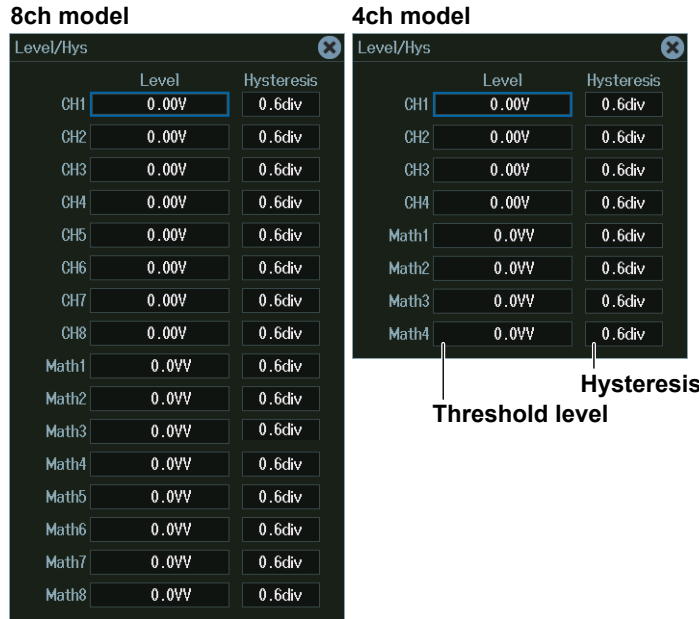 8ch model
Level/Hys
Level Hysteresis
CH1 0.00V 0.6div
CH2 0.00V 0.6div
CH3 0.00V 0.6div
CH4 0.00V 0.6div
CH5 0.00V 0.6div
CH6 0.00V 0.6div
CH7 0.00V 0.6div
CH8 0.00V 0.6div
Math1 0.0VV 0.6div
Math2 0.0VV 0.6div
Math3 0.0VV 0.6div
Math4 0.0VV 0.6div
Math5 0.0VV 0.6div
Math6 0.0VV 0.6div
Math7 0.0VV 0.6div
Math8 0.0VV 0.6div
4ch model
Level/Hys
Level Hysteresis
CH1 0.00V 0.6div
CH2 0.00V 0.6div
CH3 0.00V 0.6div
CH4 0.00V 0.6div
Math1 0.0VV 0.6div
Math2 0.0VV 0.6div
Math3 0.0VV 0.6div
Math4 0.0VV 0.6div
Hysteresis
Threshold level